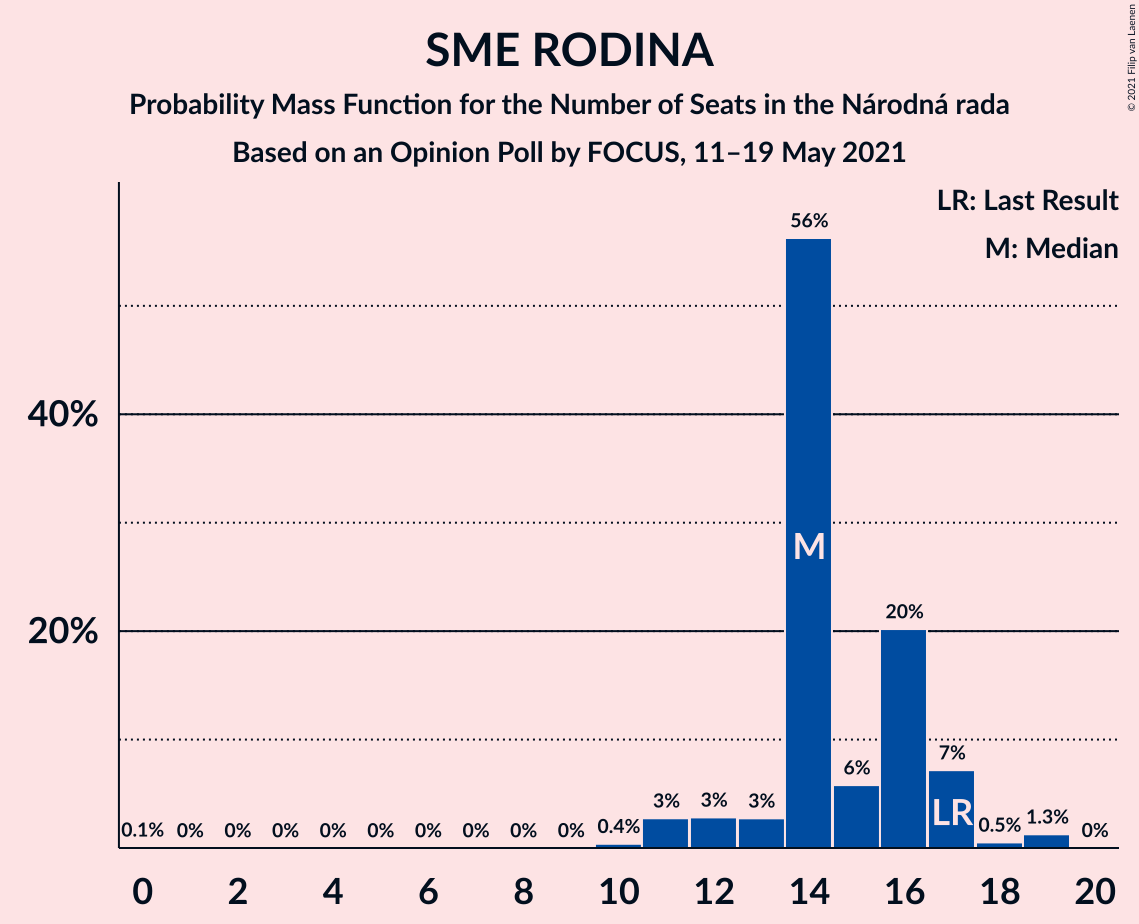 SME RODINA
Probability Mass Function for the Number of Seats in the Národná rada
Based on an Opinion Poll by FOCUS, 11–19 May 2021
© 2021 Filip van Laenen
LR: Last Result
M: Median
40%
20%
0.1% 0% 0% 0% 0% 0% 0% 0% 0% 0% 0.4% 3% 3% 3% 56% 6% 20% 7% 0.5% 1.3% 0%
M
LR
0 2 4 6 8 10 12 14 16 18 20